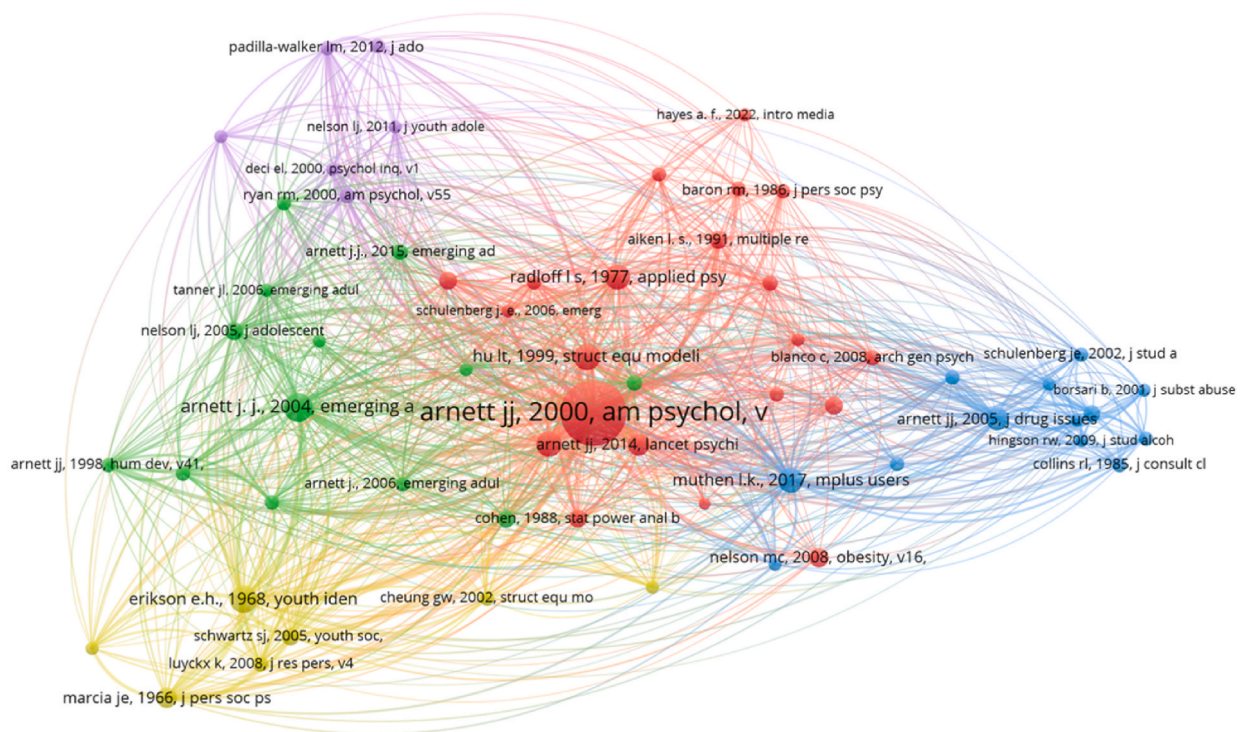 padilla-walker lm, 2012, j ado
hayes a. f., 2022, intro media
nelson lj, 2011, j youth adole
deci el, 2000, psychol inq, v1
baron rm, 1986, j pers soc psy
ryan rm, 2000, am psychol, v55
aiken l. s., 1991, multiple re
arnett j.j., 2015, emerging ad
radloff l s, 1977, applied psy
tanner jl, 2006, emerging adul
schulenberg j. e., 2006, emerg
nelson lj, 2005, j adolescent
hu lt, 1999, struct equ modeli
blanco c, 2008, arch gen psych
schulenberg je, 2002, j stud a
borsari b, 2001, j subst abuse
arnett j. j., 2004, emerging a
arnett jj, 2000, am psychol, v
arnett jj, 2005, j drug issues
hingson rw, 2009, j stud alcoh
arnett jj, 2014, lancet psychi
arnett jj, 1998, hum dev, v41,
collins rl, 1985, j consult cl
arnett j., 2006, emerging adul
muthen l.k., 2017, mplus users
cohen, 1988, stat power anal b
nelson mc, 2008, obesity, v16,
erikson e.h., 1968, youth iden
cheung gw, 2002, struct equ mo
schwartz sj, 2005, youth soc,
luyckx k, 2008, j res pers, v4
marcia je, 1966, j pers soc ps